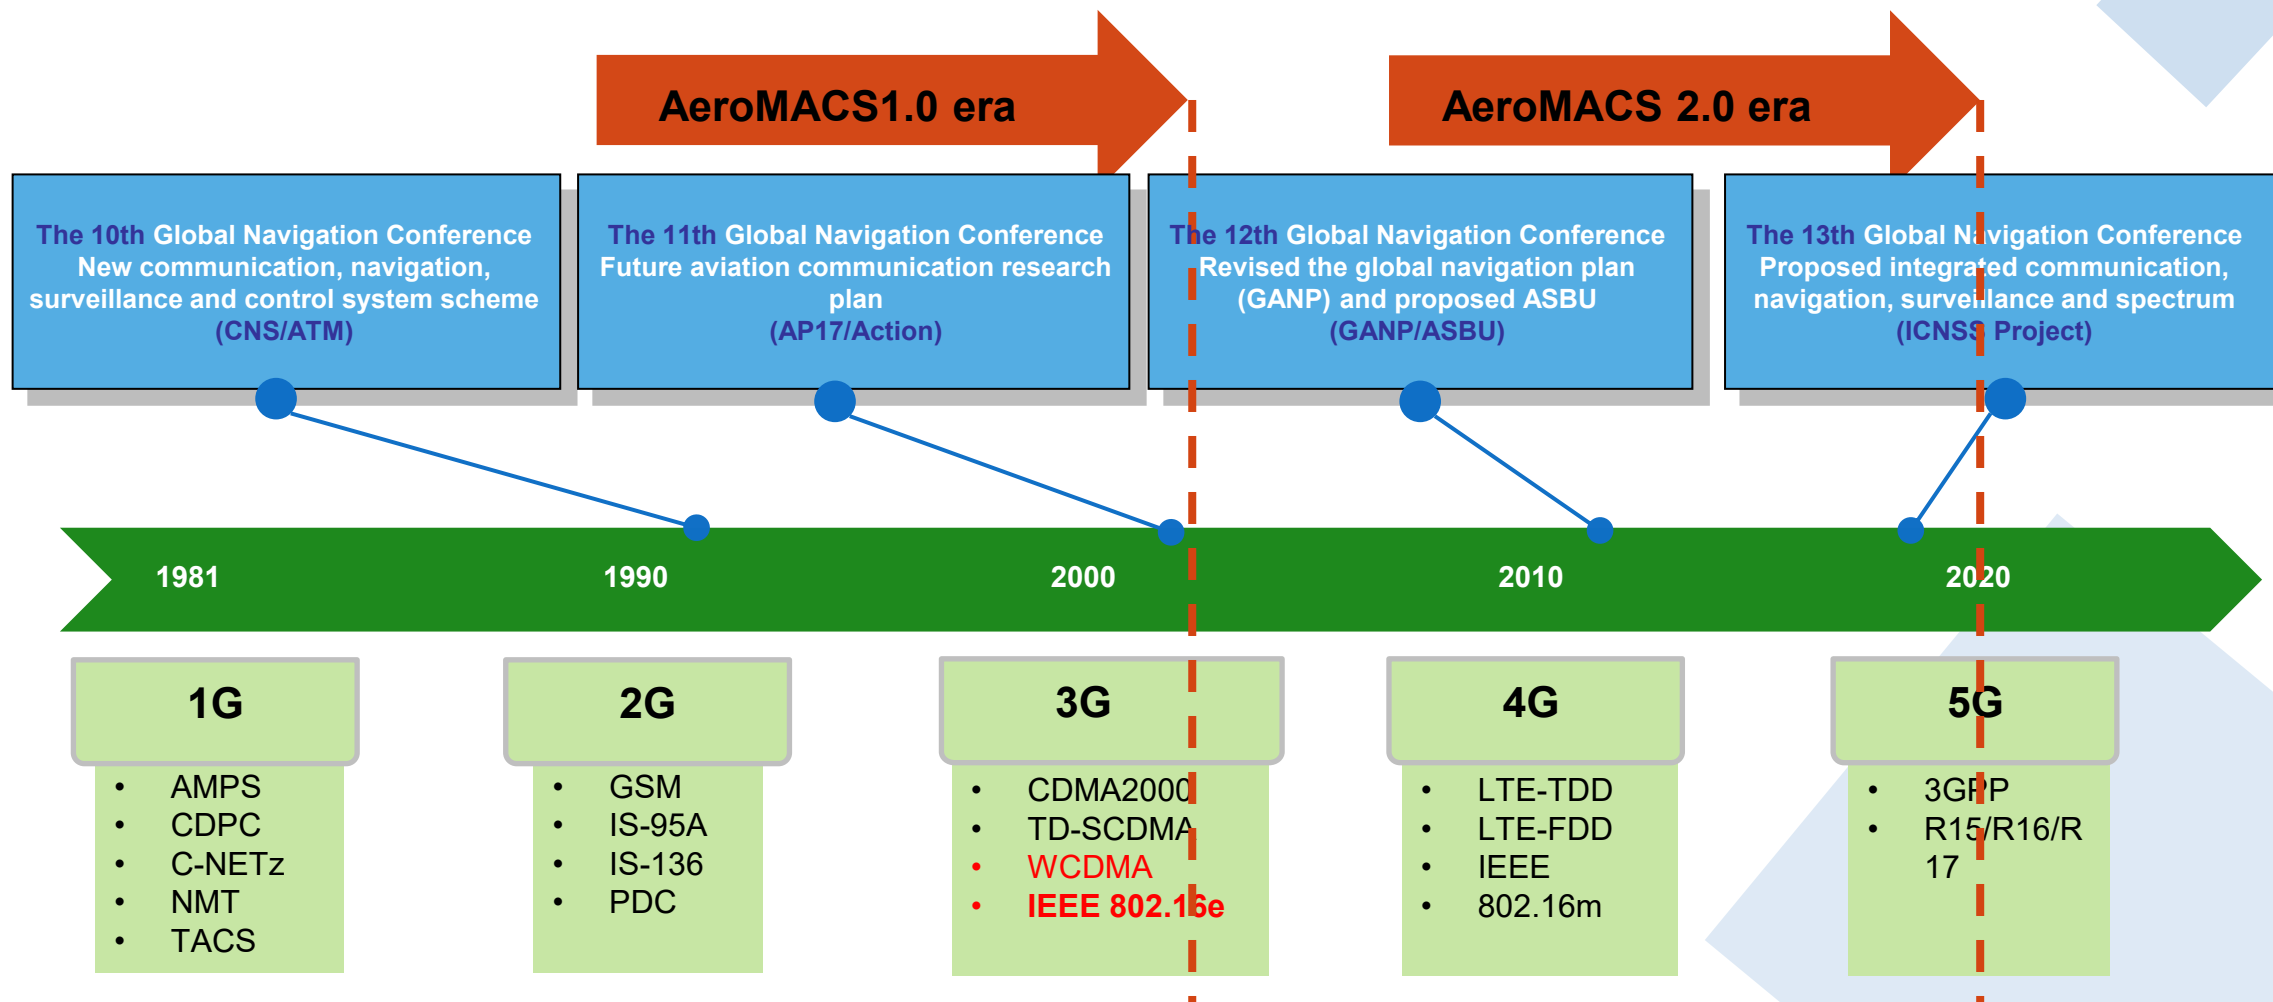 AeroMACS1.0 era
AeroMACS 2.0 era
The 10th Global Navigation Conference
New communication, navigation,
surveillance and control system scheme
(CNS/ATM)
The 11th Global Navigation Conference
Future aviation communication research
plan
(AP17/Action)
The 12th Global Navigation Conference
Revised the global navigation plan
(GANP) and proposed ASBU
(GANP/ASBU)
The 13th Global Navigation Conference
Proposed integrated communication,
navigation, surveillance and spectrum
(ICNSS Project)
1981
1990
2000
2010
2020
1G
• AMPS
• CDPC
• C-NETz
• NMT
• TACS
2G
• GSM
• IS-95A
• IS-136
• PDC
3G
• CDMA2000
• TD-SCDMA
• WCDMA
• IEEE 802.16e
4G
• LTE-TDD
• LTE-FDD
• IEEE
• 802.16m
5G
• 3GPP
• R15/R16/R
17